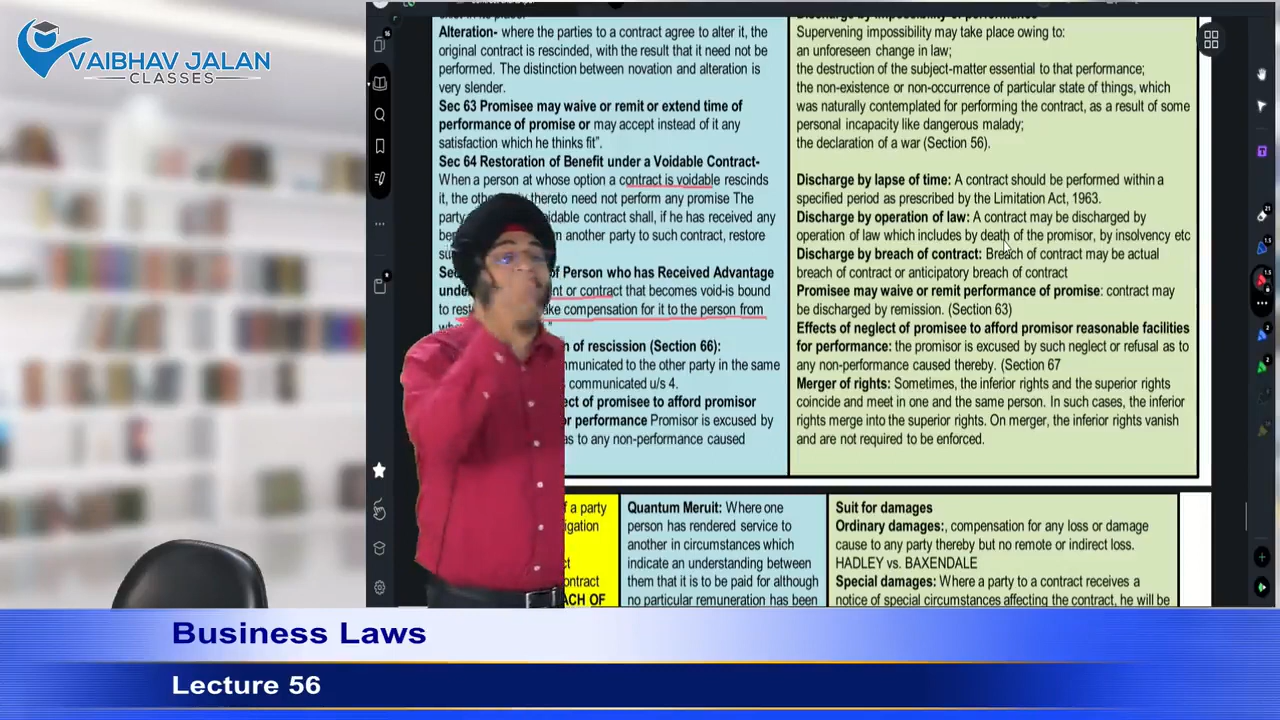 VAIBHAV JALAN
CLASSES
Alteration- where the parties to a contract agree to alter it, the
original contract is rescinded, with the result that it need not be
performed. The distinction between novation and alteration is
very slender.
Sec 63 Promisee may waive or remit or extend time of
performance of promise or may accept instead of it any
satisfaction which he thinks fit”.
Sec 64 Restoration of Benefit under a Voidable Contract-
When a person at whose option a contract is voidable rescinds
it, the other thereto need not perform any promise The
party contract shall, if he has received any
from another party to such contract, restore
of Person who has Received Advantage
or contract that becomes void-is bound
to compensation for it to the person from
of rescission (Section 66):
to the other party in the same
communicated u/s 4.
of promisee to afford promisor
performance Promisor is excused by
as to any non-performance caused
Discharge by impossibility of performance
Supervening impossibility may take place owing to:
an unforeseen change in law;
the destruction of the subject-matter essential to that performance;
the non-existence or non-occurrence of particular state of things, which
was naturally contemplated for performing the contract, as a result of some
personal incapacity like dangerous malady;
the declaration of a war (Section 56).
Discharge by lapse of time: A contract should be performed within a
specified period as prescribed by the Limitation Act, 1963.
Discharge by operation of law: A contract may be discharged by
operation of law which includes by death of the promisor, by insolvency etc
Discharge by breach of contract: Breach of contract may be actual
breach of contract or anticipatory breach of contract
Promisee may waive or remit performance of promise: contract may
be discharged by remission. (Section 63)
Effects of neglect of promisee to afford promisor reasonable facilities
for performance: the promisor is excused by such neglect or refusal as to
any non-performance caused thereby. (Section 67
Merger of rights: Sometimes, the inferior rights and the superior rights
coincide and meet in one and the same person. In such cases, the inferior
rights merge into the superior rights. On merger, the inferior rights vanish
and are not required to be enforced.
of a party
Quantum Meruit: Where one
person has rendered service to
another in circumstances which
indicate an understanding between
them that it is to be paid for although
no particular remuneration has been
Suit for damages
Ordinary damages:, compensation for any loss or damage
cause to any party thereby but no remote or indirect loss.
HADLEY vs. BAXENDALE
Special damages: Where a party to a contract receives a
notice of special circumstances affecting the contract, he will be
Business Laws
Lecture 56